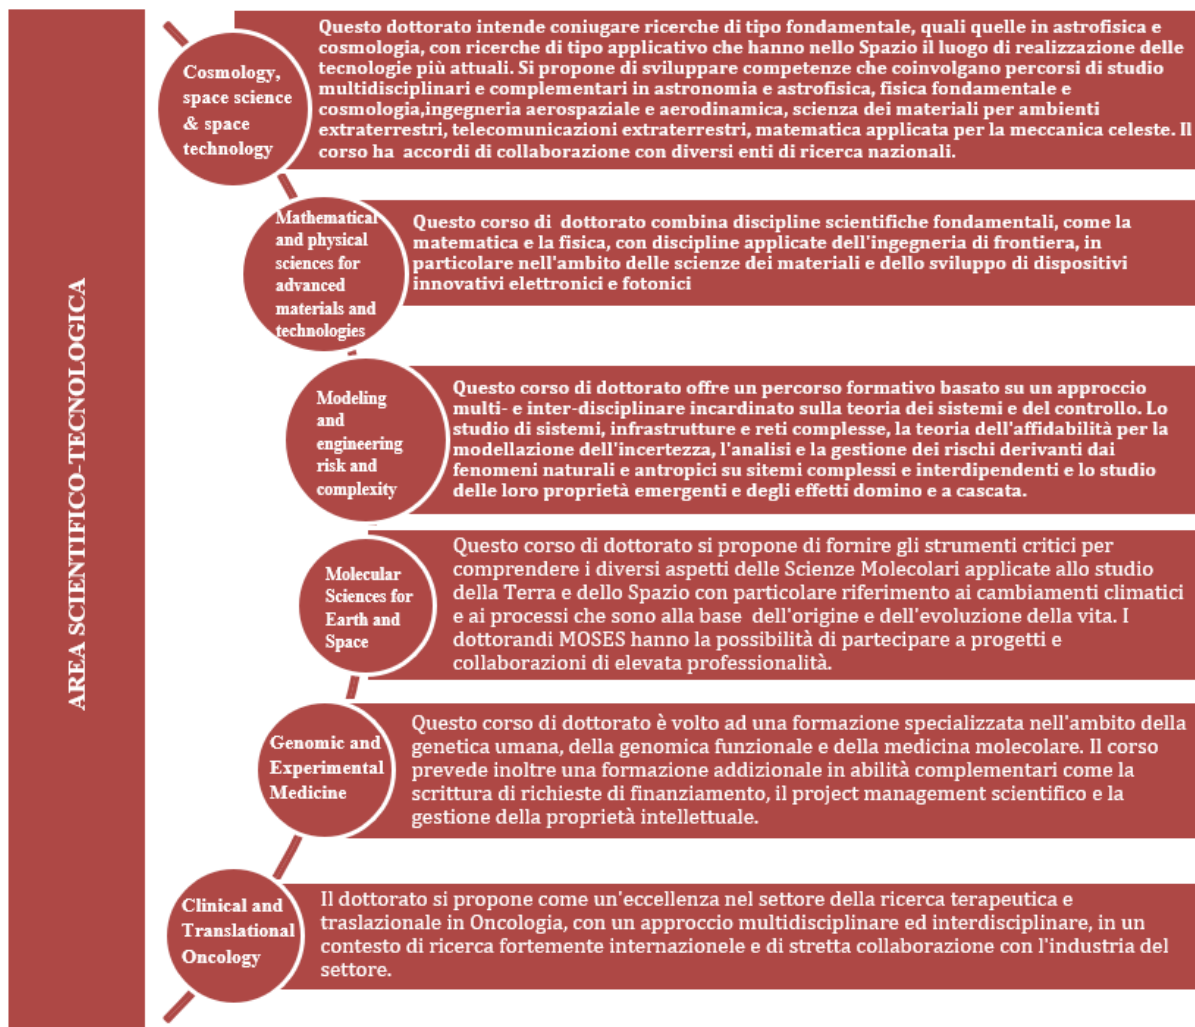 AREA SCIENTIFICO-TECNOLOGICA
Cosmology,
space science
& space
technology
Questo dottorato intende coniugare ricerche di tipo fondamentale, quali quelle in astrofisica e
cosmologia, con ricerche di tipo applicativo che hanno nello Spazio il luogo di realizzazione delle
tecnologie più attuali. Si propone di sviluppare competenze che coinvolgano percorsi di studio
multidisciplinari e complementari in astronomia e astrofisica, fisica fondamentale e
cosmologia,ingegneria aerospaziale e aerodinamica, scienza dei materiali per ambienti
extraterrestri, telecomunicazioni extraterrestri, matematica applicata per la meccanica celeste. Il
corso ha accordi di collaborazione con diversi enti di ricerca nazionali.
Mathematical
and physical
sciences for
advanced
materials and
technologies
Questo corso di dottorato combina discipline scientifiche fondamentali, come la
matematica e la fisica, con discipline applicate dell'ingegneria di frontiera, in
particolare nell'ambito delle scienze dei materiali e dello sviluppo di dispositivi
innovativi elettronici e fotonici
Modeling
and
engineering
risk and
complexity
Questo corso di dottorato offre un percorso formativo basato su un approccio
multi- e inter-disciplinare incardinato sulla teoria dei sistemi e del controllo. Lo
studio di sistemi, infrastrutture e reti complesse, la teoria dell'affidabilità per la
modellazione dell'incertezza, l'analisi e la gestione dei rischi derivanti dai
fenomeni naturali e antropici su sitemi complessi e interdipendenti e lo studio
delle loro proprietà emergenti e degli effetti domino e a cascata.
Molecular
Sciences for
Earth and
Space
Questo corso di dottorato si propone di fornire gli strumenti critici per
comprendere i diversi aspetti delle Scienze Molecolari applicate allo studio
della Terra e dello Spazio con particolare riferimento ai cambiamenti climatici
e ai processi che sono alla base dell'origine e dell'evoluzione della vita. I
dottorandi MOSES hanno la possibilità di partecipare a progetti e
collaborazioni di elevata professionalità.
Genomic and
Experimental
Medicine
Questo corso di dottorato è volto ad una formazione specializzata nell'ambito della
genetica umana, della genomica funzionale e della medicina molecolare. Il corso
prevede inoltre una formazione addizionale in abilità complementari come la
scrittura di richieste di finanziamento, il project management scientifico e la
gestione della proprietà intellettuale.
Clinical and
Translational
Oncology
Il dottorato si propone come un'eccellenza nel settore della ricerca terapeutica e
traslazionale in Oncologia, con un approccio multidisciplinare ed interdisciplinare, in un
contesto di ricerca fortemente internazionele e di stretta collaborazione con l'industria del
settore.